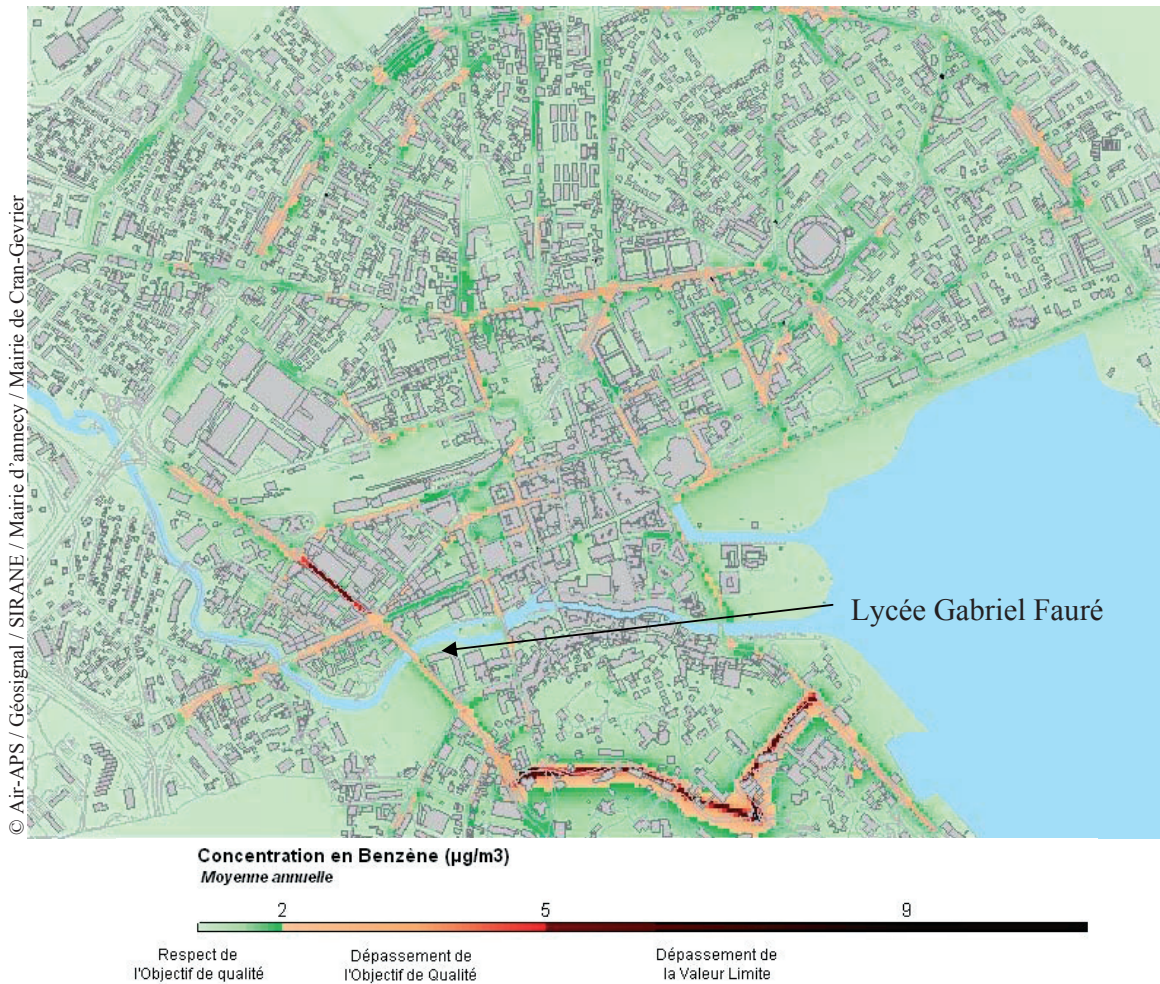 © Air-APS / Géosignal / SIRANE / Mairie d'annecy / Mairie de Cran-Gevrier
Lycée Gabriel Fauré
Concentration en Benzène (µg/m3)
Moyenne annuelle
2 5 9
Respect de
l'Objectif de qualité
Dépassement de
l'Objectif de Qualité
Dépassement de
la Valeur Limite